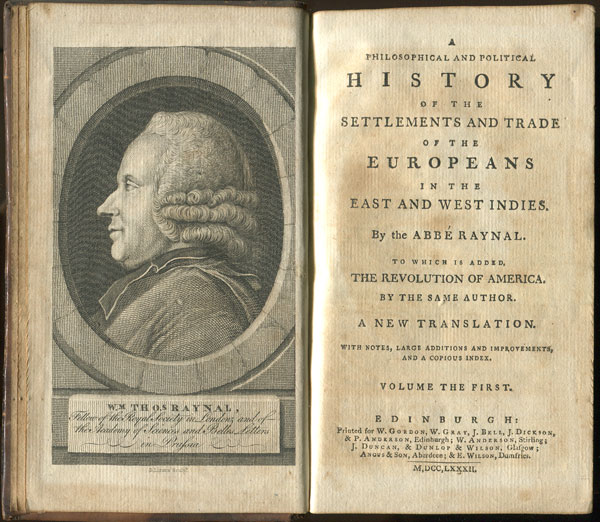 WM. THOS. RAYNAL,
Fellow of the Royal Society in London; and of
the Academy of Sciences and Belles Letters
in Prussia
A
PHILOSOPHICAL AND POLITICAL
HISTORY
OF THE
SETTLEMENTS AND TRADE
OF THE
EUROPEANS
IN THE
EAST AND WEST INDIES.
By the ABBÉ RAYNAL.
TO WHICH IS ADDED,
THE REVOLUTION OF AMERICA.
BY THE SAME AUTHOR.
A NEW TRANSLATION.
WITH NOTES, LARGE ADDITIONS AND IMPROVEMENTS,
AND A COPIOUS INDEX.
VOLUME THE FIRST.
EDINBURGH:
Printed for W. GORDON, W. GRAY, J. BELL, J. DICKSON,
& P. ANDERSON, Edinburgh; W. ANDERSON, Stirling;
J. DUNCAN, & DUNLOP & WILSON, Glasgow;
ANGUS & SON, Aberdeen; & E. WILSON, Dumfries.
M,DCC,LXXXII.